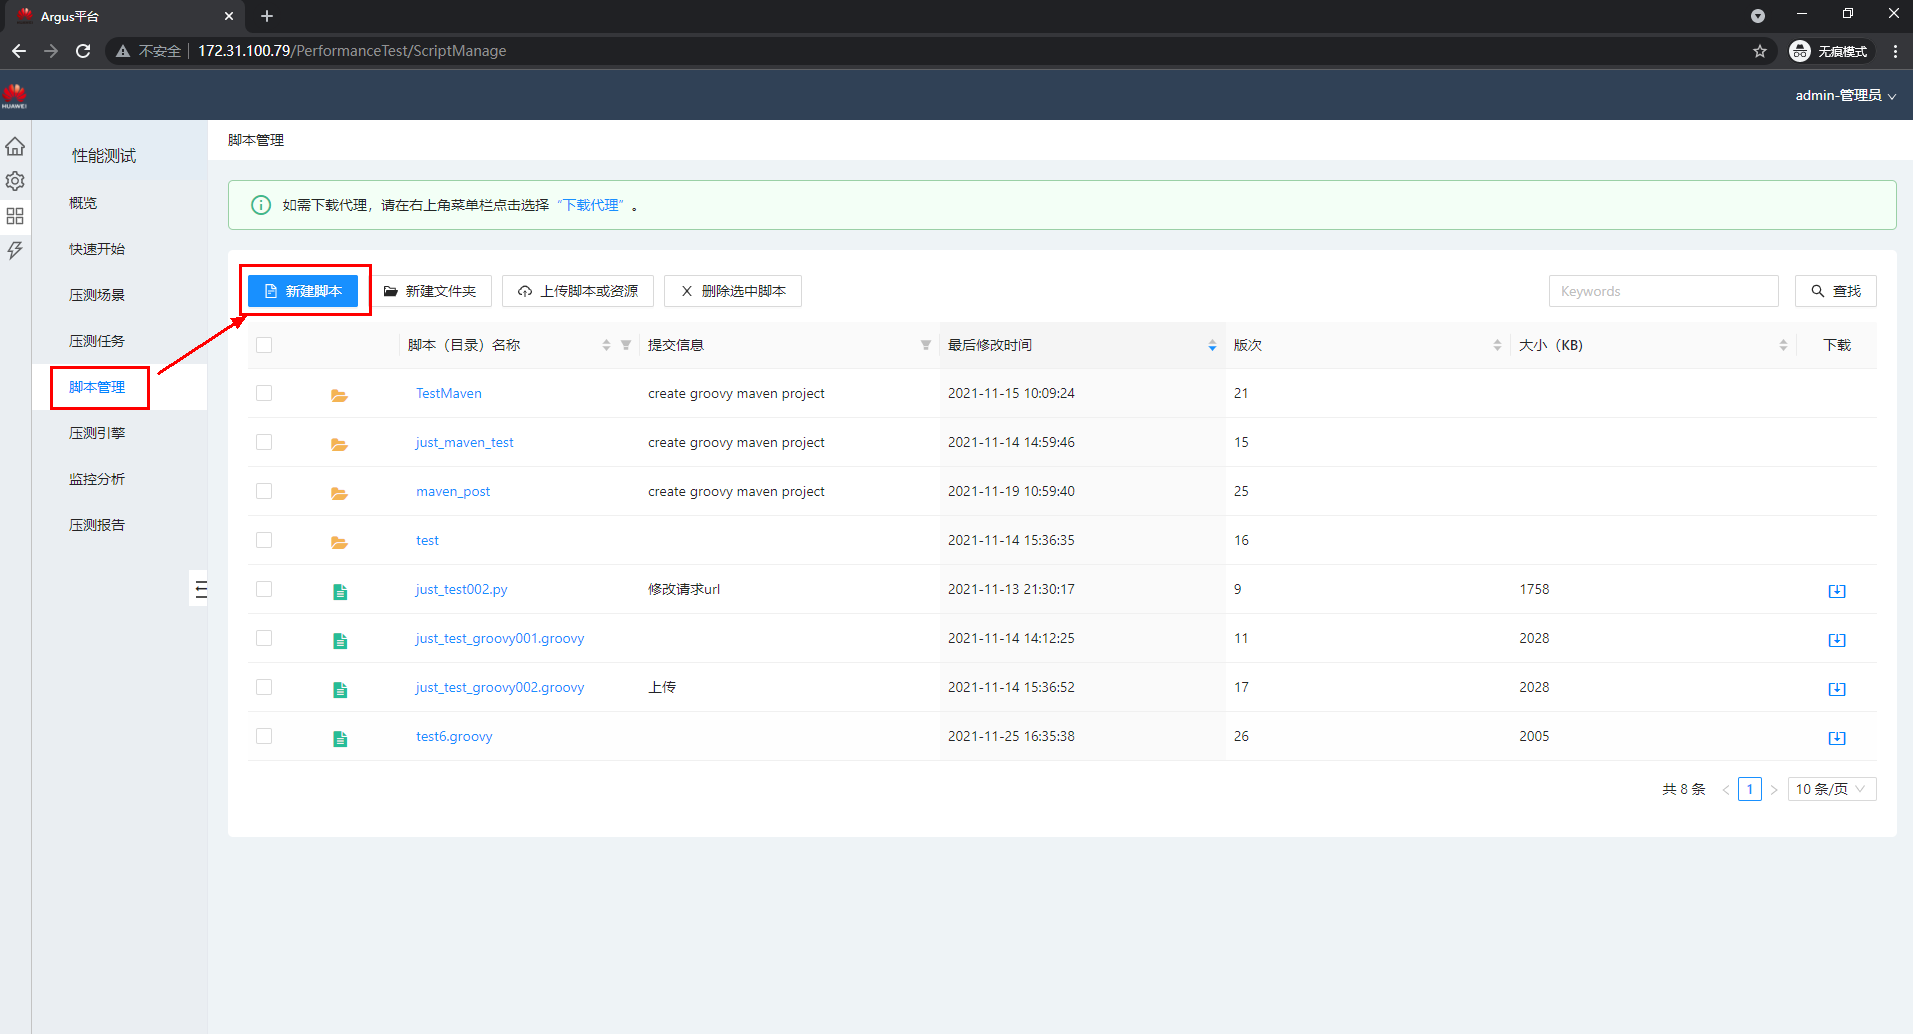 Argus平台
不安全 172.31.100.79/PerformanceTest/ScriptManage 无痕模式
HUAWEI
admin-管理员
性能测试
概览
快速开始
压测场景
压测任务
脚本管理
压测引擎
监控分析
压测报告
脚本管理
如需下载代理，请在右上角菜单栏点击选择 “下载代理” 。
新建脚本 新建文件夹 上传脚本或资源 删除选中脚本 Keywords 查找
脚本（目录）名称 提交信息 最后修改时间 版次 大小（KB） 下载
TestMaven create groovy maven project 2021-11-15 10:09:24 21
just_maven_test create groovy maven project 2021-11-14 14:59:46 15
maven_post create groovy maven project 2021-11-19 10:59:40 25
test 2021-11-14 15:36:35 16
just_test002.py 修改请求url 2021-11-13 21:30:17 9 1758
just_test_groovy001.groovy 2021-11-14 14:12:25 11 2028
just_test_groovy002.groovy 上传 2021-11-14 15:36:52 17 2028
test6.groovy 2021-11-25 16:35:38 26 2005
共 8 条 1 10 条/页